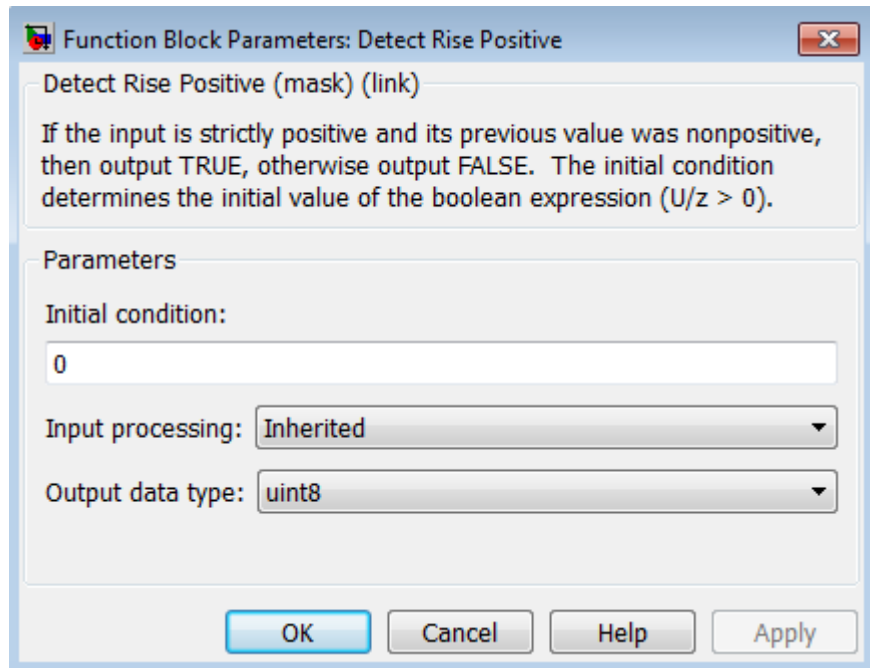 Function Block Parameters: Detect Rise Positive
Detect Rise Positive (mask) (link)
If the input is strictly positive and its previous value was nonpositive,
then output TRUE, otherwise output FALSE. The initial condition
determines the initial value of the boolean expression (U/z > 0).
Parameters
Initial condition:
0
Input processing: Inherited
Output data type: uint8
OK Cancel Help Apply